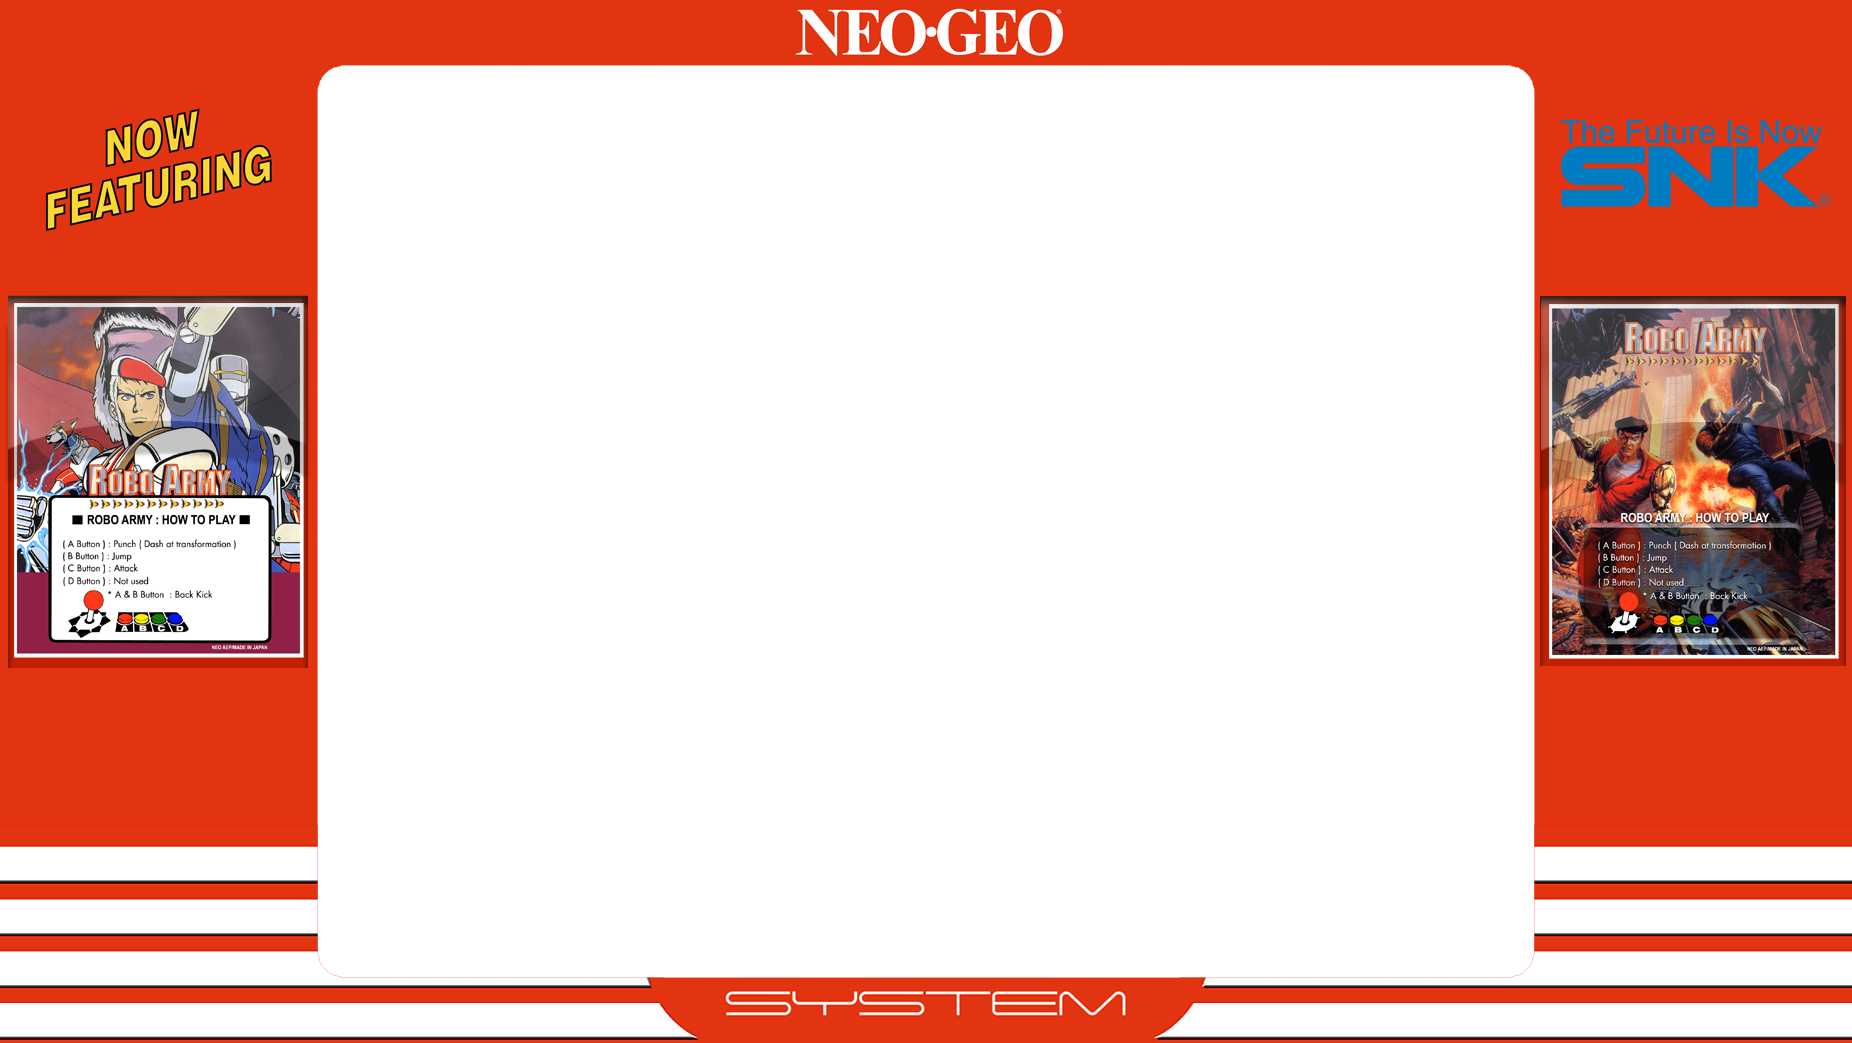 NEO•GEO®
NOW
FEATURING
The Future Is Now
SNK®
ROBO ARMY
■ ROBO ARMY : HOW TO PLAY ■
( A Button ) : Punch ( Dash at transformation )
( B Button ) : Jump
( C Button ) : Attack
( D Button ) : Not used
* A & B Button : Back Kick
A B C D
NEO AEP/MADE IN JAPAN
ROBO ARMY
ROBO ARMY : HOW TO PLAY
( A Button ) : Punch ( Dash at transformation )
( B Button ) : Jump
( C Button ) : Attack
( D Button ) : Not used
* A & B Button : Back Kick
A B C D
NEO AEP/MADE IN JAPAN
SYSTEM